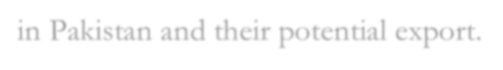 in Pakistan and their potential export.